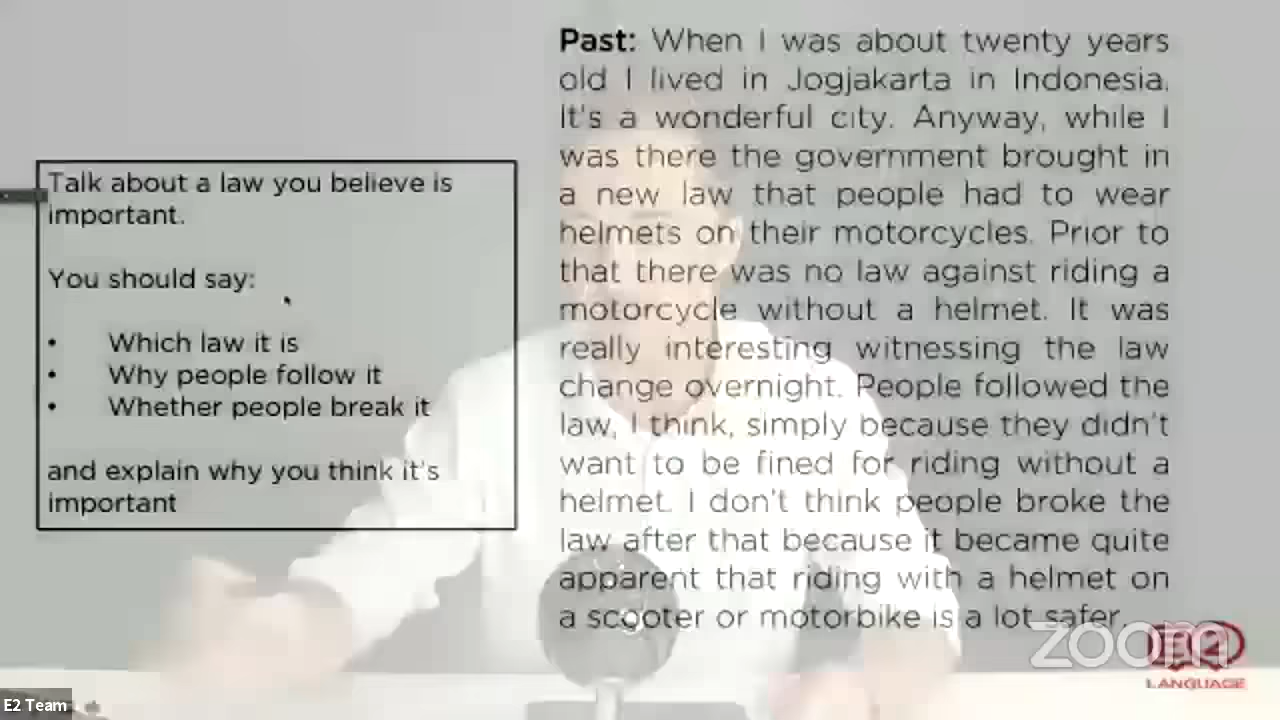 Talk about a law you believe is
important.
You should say:
• Which law it is
• Why people follow it
• Whether people break it
and explain why you think it's
important
Past: When I was about twenty years
old I lived in Jogjakarta in Indonesia.
It's a wonderful city. Anyway, while I
was there the government brought in
a new law that people had to wear
helmets on their motorcycles. Prior to
that there was no law against riding a
motorcycle without a helmet. It was
really interesting witnessing the law
change overnight. People followed the
law, I think, simply because they didn't
want to be fined for riding without a
helmet. I don't think people broke the
law after that because it became quite
apparent that riding with a helmet on
a scooter or motorbike is a lot safer.
zoom
E2
LANGUAGE
E2 Team